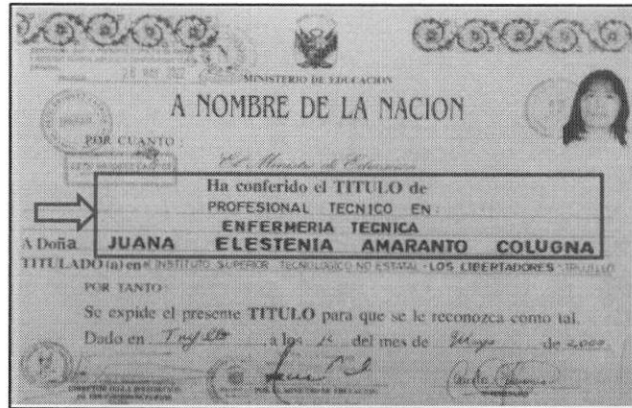 MINISTERIO DE EDUCACION
A NOMBRE DE LA NACION
POR CUANTO :
El Ministro de Educación
Ha conferido el TITULO de
PROFESIONAL TECNICO EN:
ENFERMERIA TECNICA
A Doña JUANA ELESTENIA AMARANTO COLUGNA
TITULADO(a) en INSTITUTO SUPERIOR TECNOLOGICO NO ESTATAL "LOS LIBERTADORES" - TRUJILLO
POR TANTO:
Se expide el presente TITULO para que se le reconozca como tal.
Dado en Trujillo, a los del mes de Mayo de